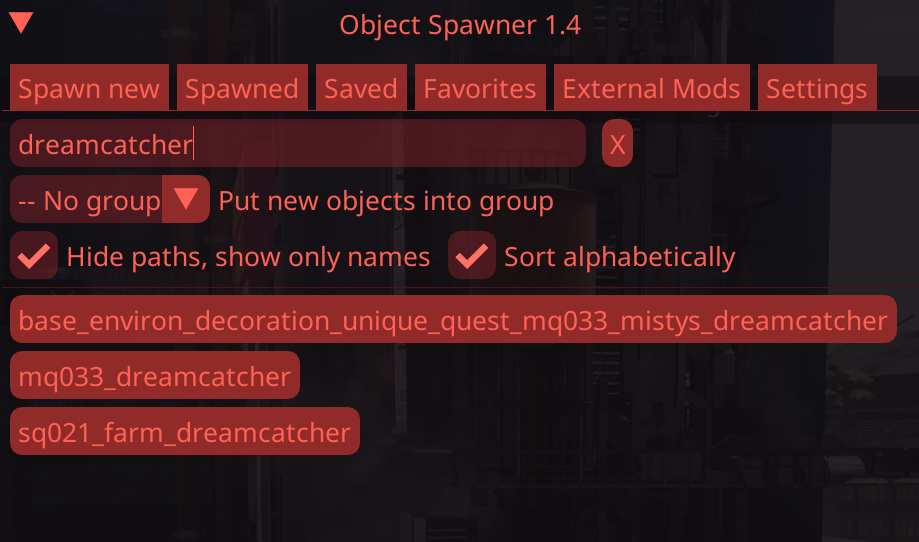 Object Spawner 1.4
Spawn new Spawned Saved Favorites External Mods Settings
dreamcatcher X
-- No group Put new objects into group
Hide paths, show only names Sort alphabetically
base_environ_decoration_unique_quest_mq033_mistys_dreamcatcher
mq033_dreamcatcher
sq021_farm_dreamcatcher